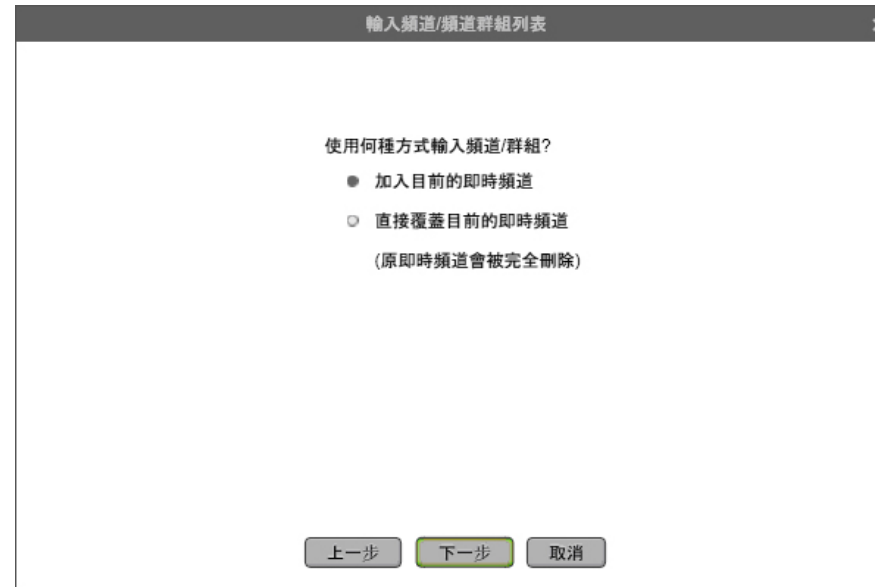 輸入頻道/頻道群組列表
使用何種方式輸入頻道/群組?
加入目前的即時頻道
直接覆蓋目前的即時頻道
(原即時頻道會被完全刪除)
上一步 下一步 取消